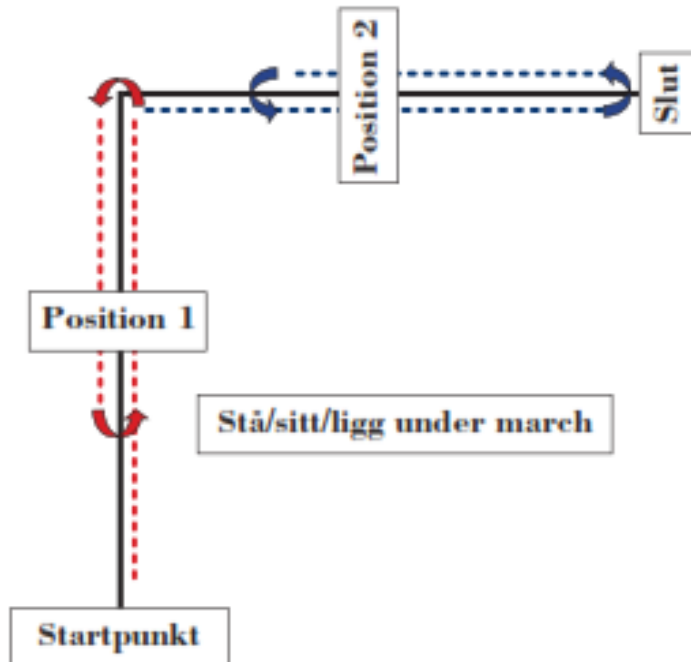 Position 2
Slut
Position 1
Stå/sitt/ligg under march
Startpunkt